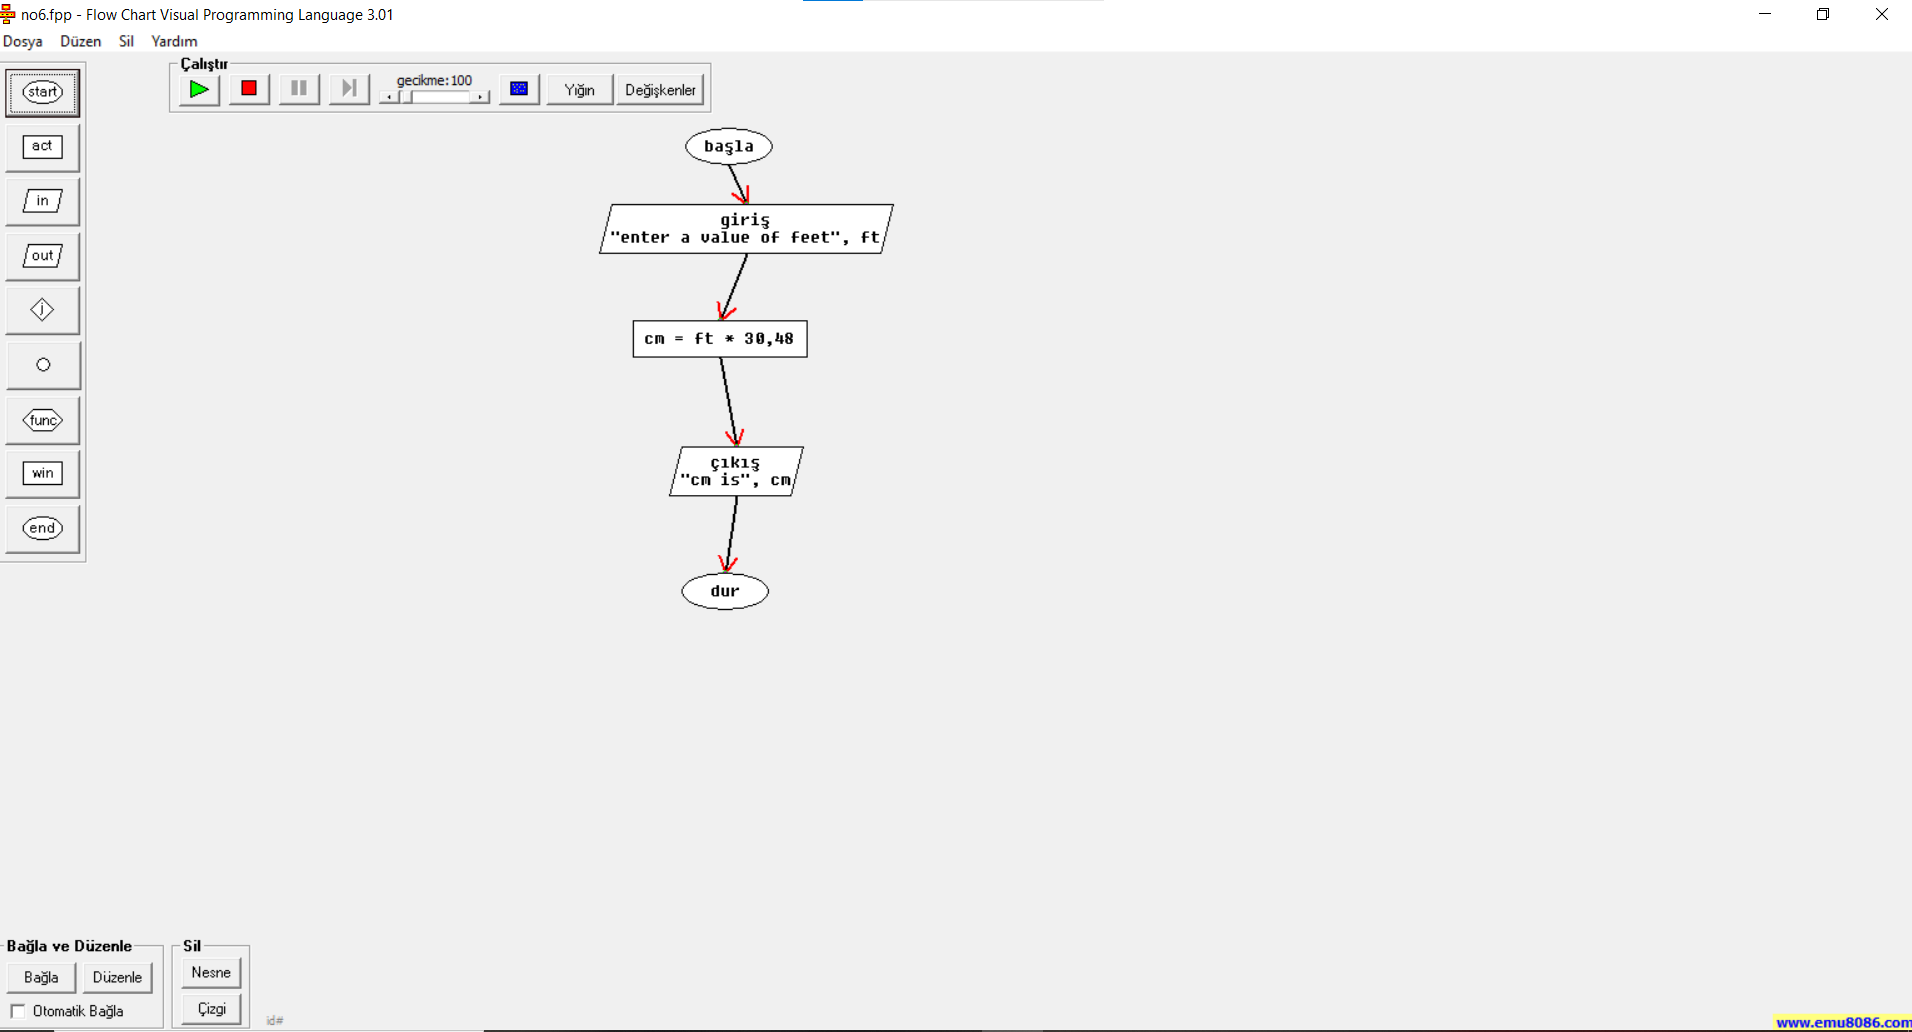 no6.fpp - Flow Chart Visual Programming Language 3.01
Dosya Düzen Sil Yardım
Çalıştır
gecikme:100
Yığın
Değişkenler
start
act
in
out
j
func
win
end
başla
giriş
"enter a value of feet", ft
cm = ft * 30,48
çıkış
"cm is", cm
dur
Bağla ve Düzenle
Bağla
Düzenle
Otomatik Bağla
Sil
Nesne
Çizgi
id#
www.emu8086.com